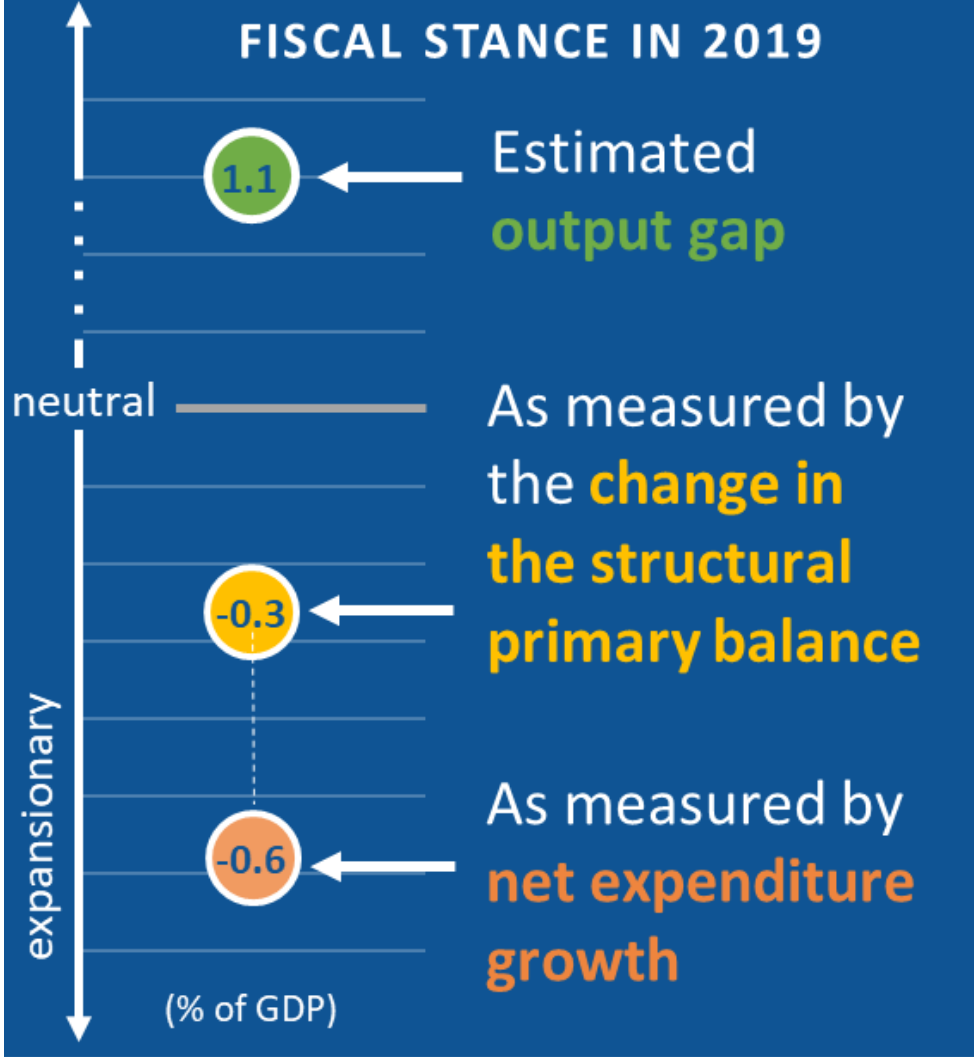 FISCAL STANCE IN 2019
1.1
Estimated
output gap
neutral
As measured by
the change in
the structural
primary balance
-0.3
expansionary
As measured by
net expenditure
growth
-0.6
(% of GDP)